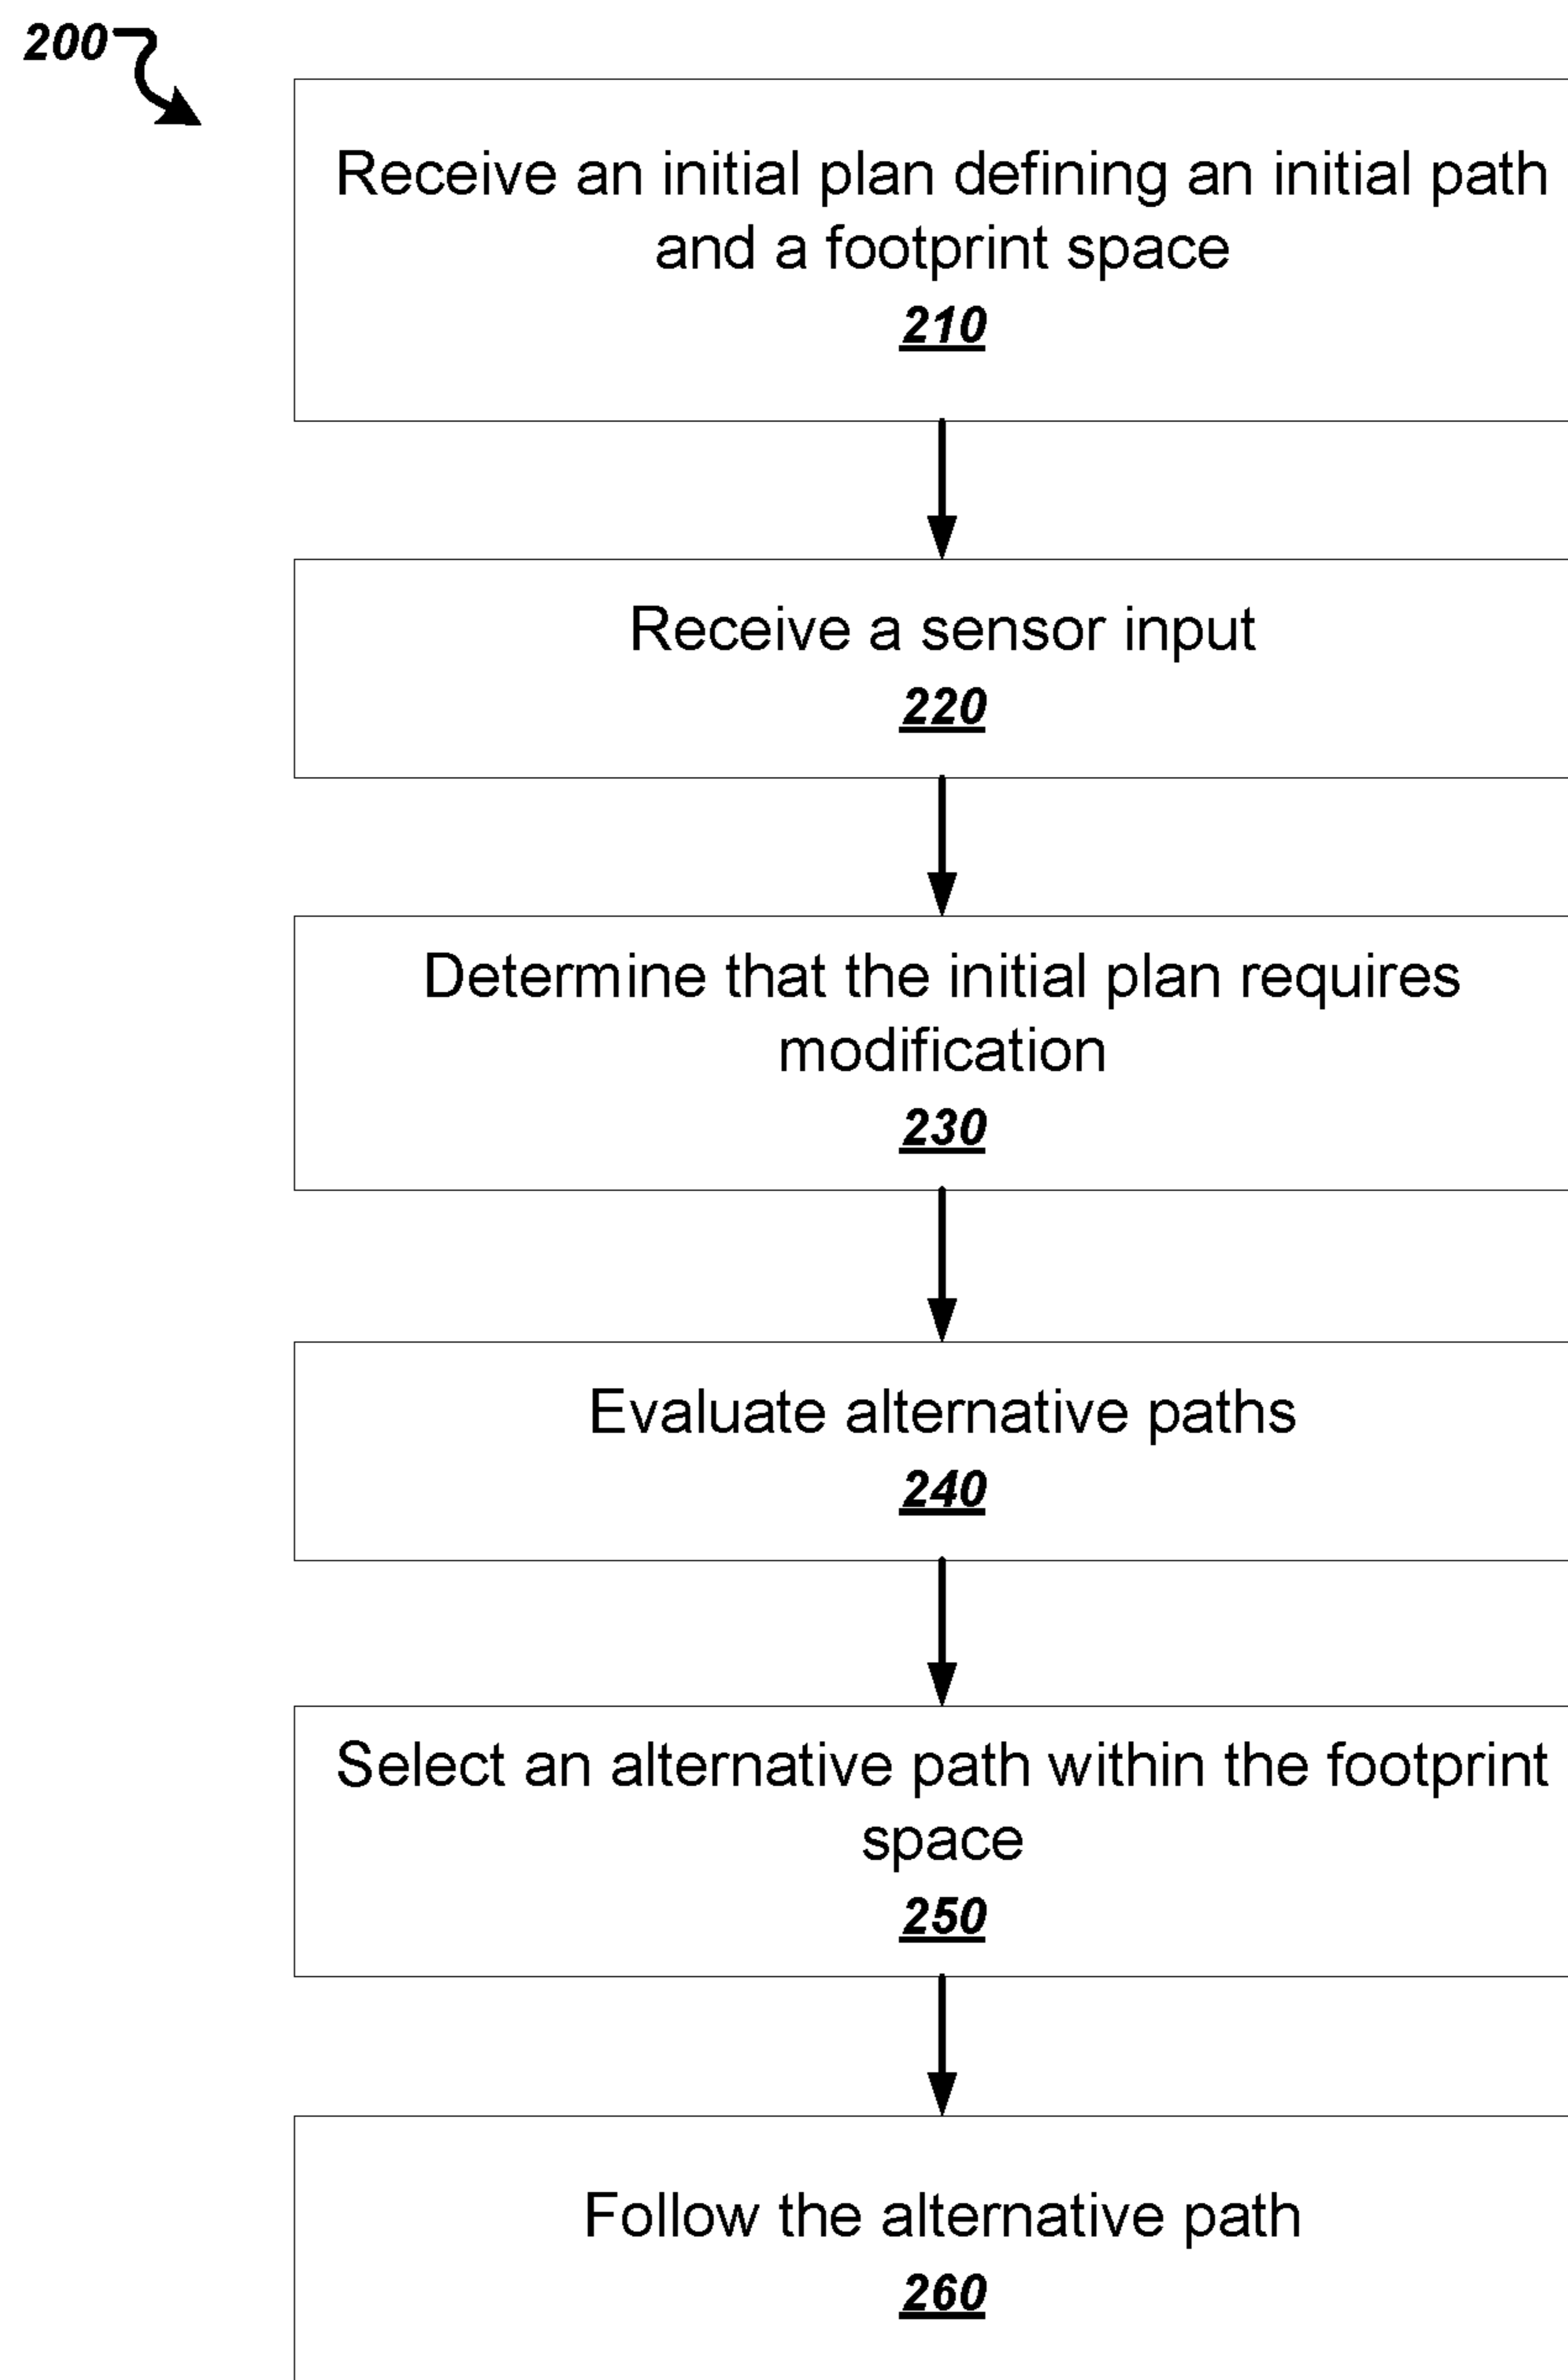 200
Receive an initial plan defining an initial path
and a footprint space
210
Receive a sensor input
220
Determine that the initial plan requires
modification
230
Evaluate alternative paths
240
Select an alternative path within the footprint
space
250
Follow the alternative path
260